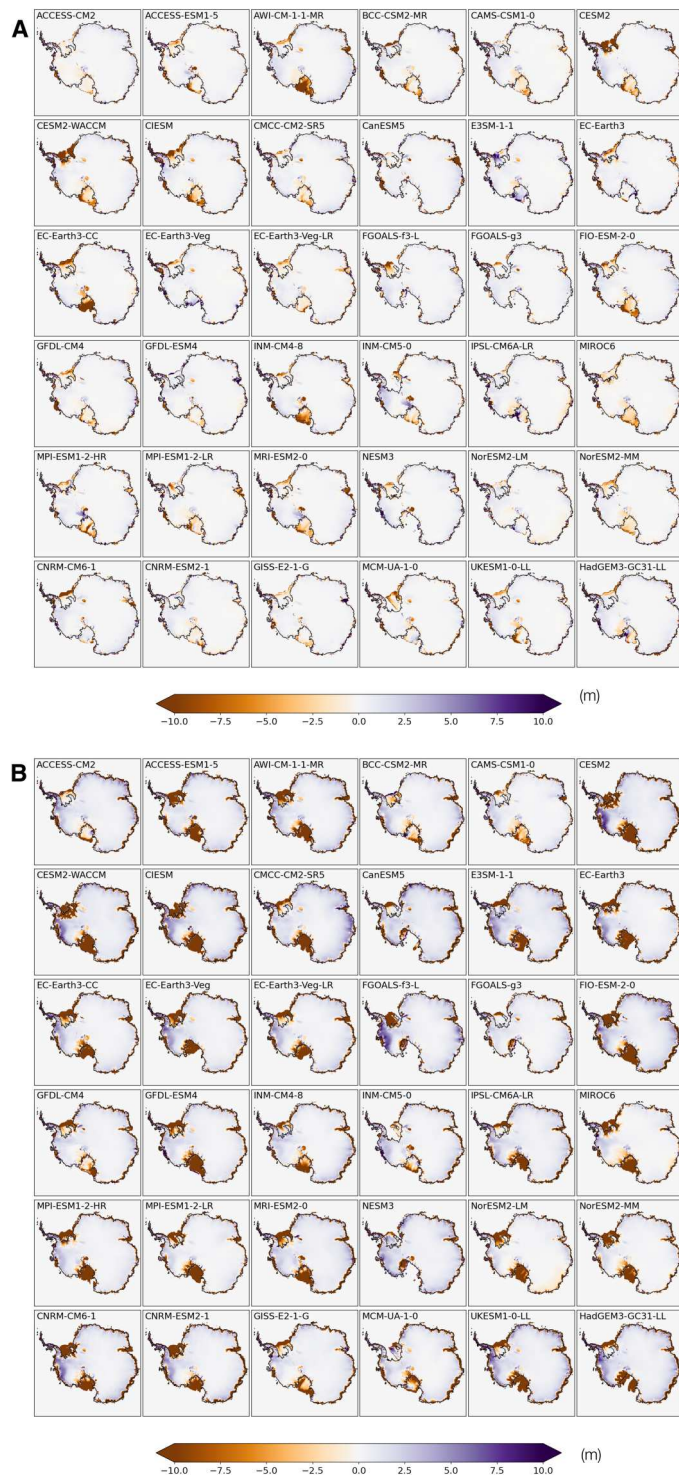 A
ACCESS-CM2 ACCESS-ESM1-5 AWI-CM-1-1-MR BCC-CSM2-MR CAMS-CSM1-0 CESM2
CESM2-WACCM CIESM CMCC-CM2-SR5 CanESM5 E3SM-1-1 EC-Earth3
EC-Earth3-CC EC-Earth3-Veg EC-Earth3-Veg-LR FGOALS-f3-L FGOALS-g3 FIO-ESM-2-0
GFDL-CM4 GFDL-ESM4 INM-CM4-8 INM-CM5-0 IPSL-CM6A-LR MIROC6
MPI-ESM1-2-HR MPI-ESM1-2-LR MRI-ESM2-0 NESM3 NorESM2-LM NorESM2-MM
CNRM-CM6-1 CNRM-ESM2-1 GISS-E2-1-G MCM-UA-1-0 UKESM1-0-LL HadGEM3-GC31-LL
(m)
−10.0 −7.5 −5.0 −2.5 0.0 2.5 5.0 7.5 10.0
B
ACCESS-CM2 ACCESS-ESM1-5 AWI-CM-1-1-MR BCC-CSM2-MR CAMS-CSM1-0 CESM2
CESM2-WACCM CIESM CMCC-CM2-SR5 CanESM5 E3SM-1-1 EC-Earth3
EC-Earth3-CC EC-Earth3-Veg EC-Earth3-Veg-LR FGOALS-f3-L FGOALS-g3 FIO-ESM-2-0
GFDL-CM4 GFDL-ESM4 INM-CM4-8 INM-CM5-0 IPSL-CM6A-LR MIROC6
MPI-ESM1-2-HR MPI-ESM1-2-LR MRI-ESM2-0 NESM3 NorESM2-LM NorESM2-MM
CNRM-CM6-1 CNRM-ESM2-1 GISS-E2-1-G MCM-UA-1-0 UKESM1-0-LL HadGEM3-GC31-LL
(m)
−10.0 −7.5 −5.0 −2.5 0.0 2.5 5.0 7.5 10.0